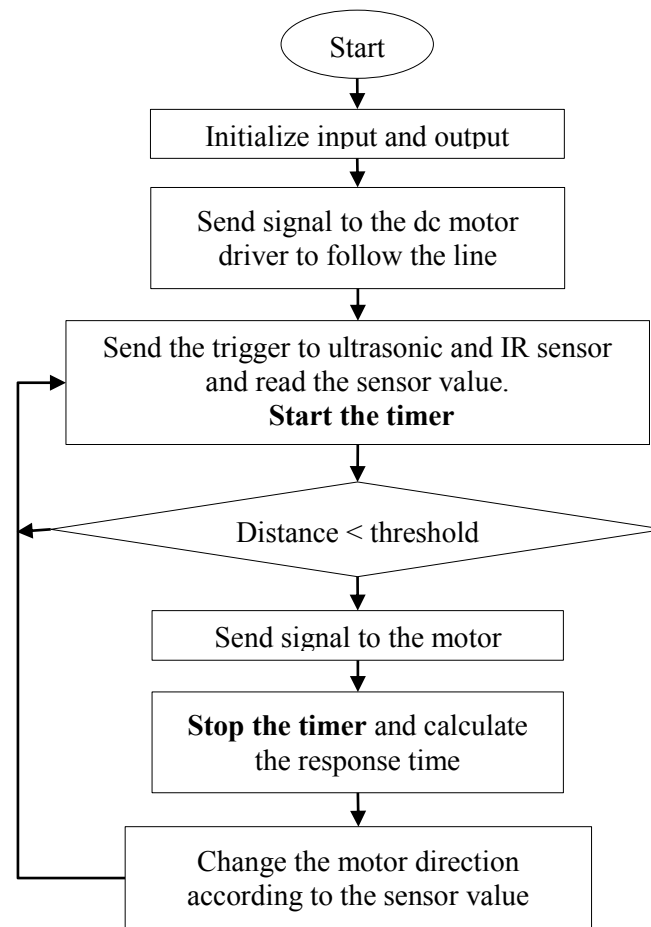 Start
Initialize input and output
Send signal to the dc motor
driver to follow the line
Send the trigger to ultrasonic and IR sensor
and read the sensor value.
Start the timer
Distance < threshold
Send signal to the motor
Stop the timer and calculate
the response time
Change the motor direction
according to the sensor value